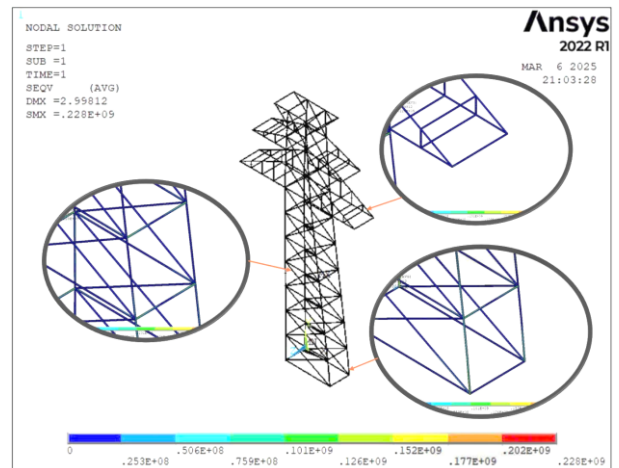 NODAL SOLUTION
STEP=1
SUB =1
TIME=1
SEQV (AVG)
DMX =2.99812
SMX =.228E+09
Ansys
2022 R1
MAR 6 2025
21:03:28
0 .506E+08 .101E+09 .152E+09 .202E+09
.253E+08 .759E+08 .126E+09 .177E+09 .228E+09